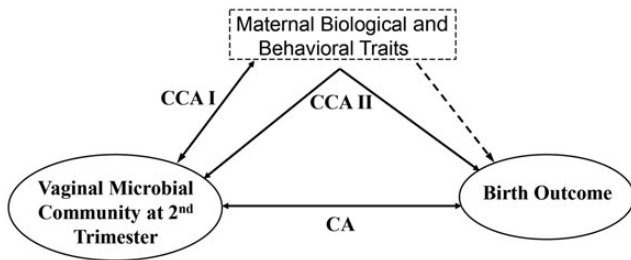 Maternal Biological and
Behavioral Traits
CCA I
CCA II
Vaginal Microbial
Community at 2nd
Trimester
Birth Outcome
CA